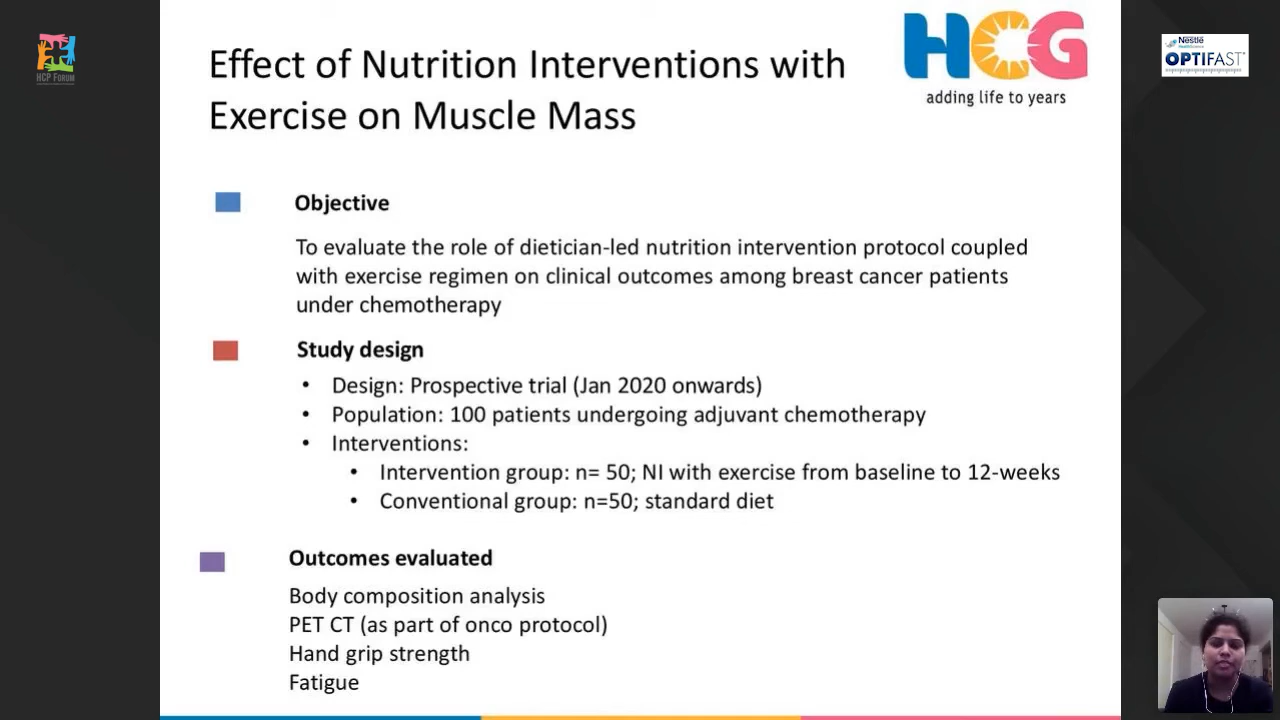 HCP FORUM
Effect of Nutrition Interventions with
Exercise on Muscle Mass
HCG
adding life to years
Nestlé
HealthScience
OPTIFAST
Objective
To evaluate the role of dietician-led nutrition intervention protocol coupled
with exercise regimen on clinical outcomes among breast cancer patients
under chemotherapy
Study design
• Design: Prospective trial (Jan 2020 onwards)
• Population: 100 patients undergoing adjuvant chemotherapy
• Interventions:
• Intervention group: n= 50; NI with exercise from baseline to 12-weeks
• Conventional group: n=50; standard diet
Outcomes evaluated
Body composition analysis
PET CT (as part of onco protocol)
Hand grip strength
Fatigue